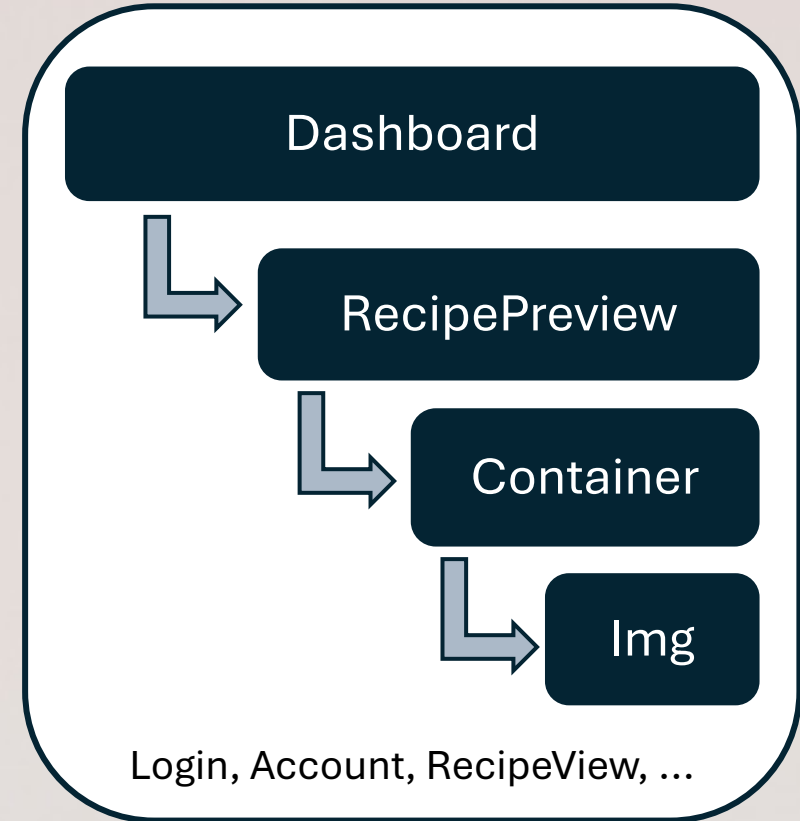 Dashboard
RecipePreview
Container
Img
Login, Account, RecipeView, ...